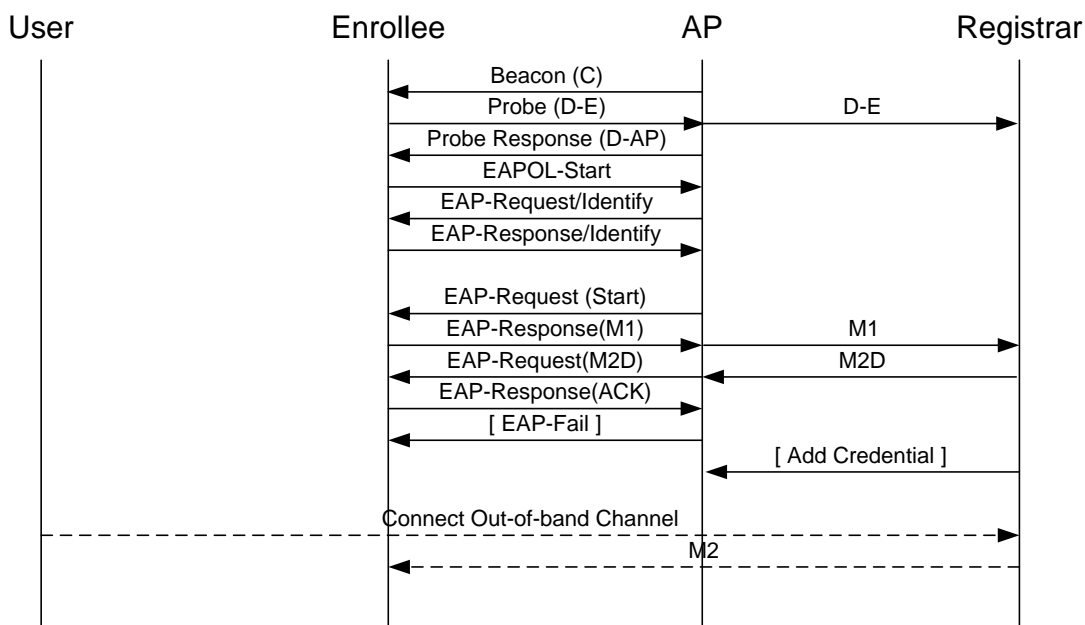 User
Enrollee
AP
Registrar
Beacon (C)
Probe (D-E)
D-E
Probe Response (D-AP)
EAPOL-Start
EAP-Request/Identify
EAP-Response/Identify
EAP-Request (Start)
EAP-Response(M1)
M1
EAP-Request(M2D)
M2D
EAP-Response(ACK)
[ EAP-Fail ]
[ Add Credential ]
Connect Out-of-band Channel
M2